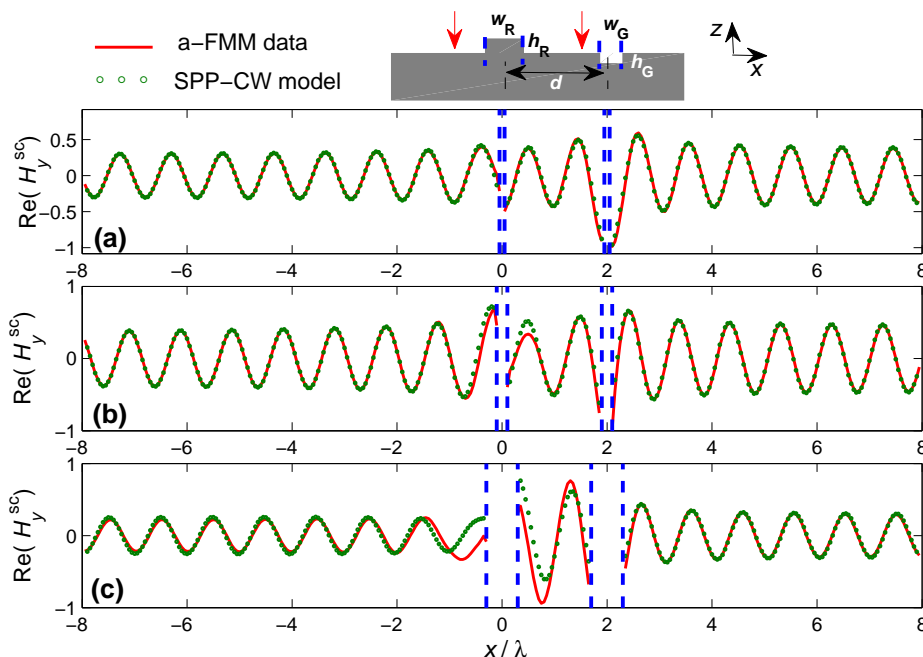 a−FMM data
SPP−CW model
w_R
h_R
w_G
h_G
d
z
x
Re( H_y^sc)
0.5
0
−0.5
−1
(a)
−8 −6 −4 −2 0 2 4 6 8
Re( H_y^sc)
1
0
−1
(b)
−8 −6 −4 −2 0 2 4 6 8
Re( H_y^sc)
1
0
−1
(c)
−8 −6 −4 −2 0 2 4 6 8
x / λ